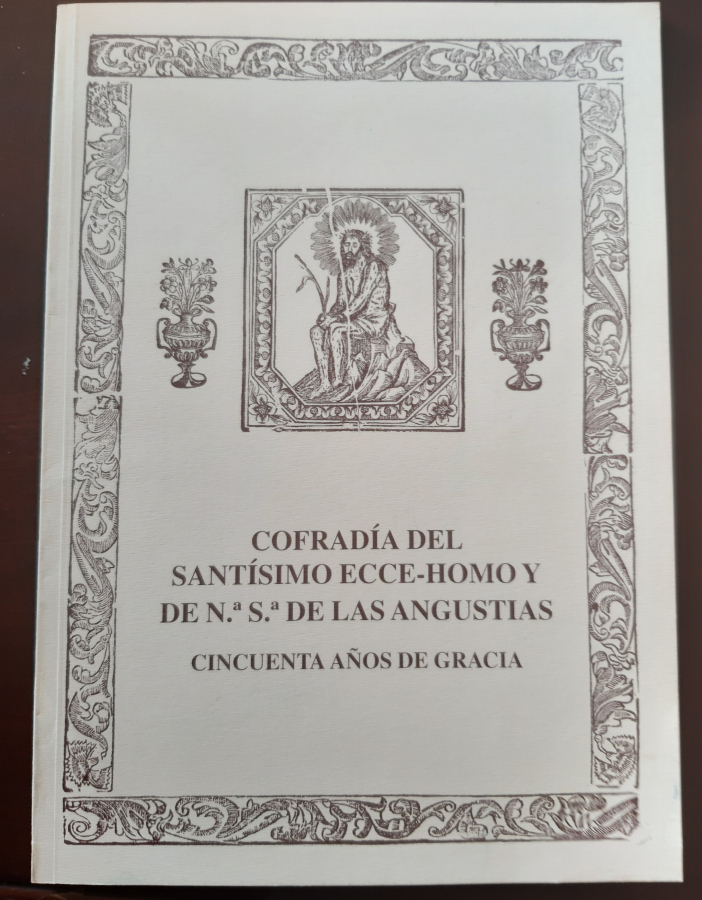 COFRADÍA DEL
SANTÍSIMO ECCE-HOMO Y
DE N.ª S.ª DE LAS ANGUSTIAS
CINCUENTA AÑOS DE GRACIA